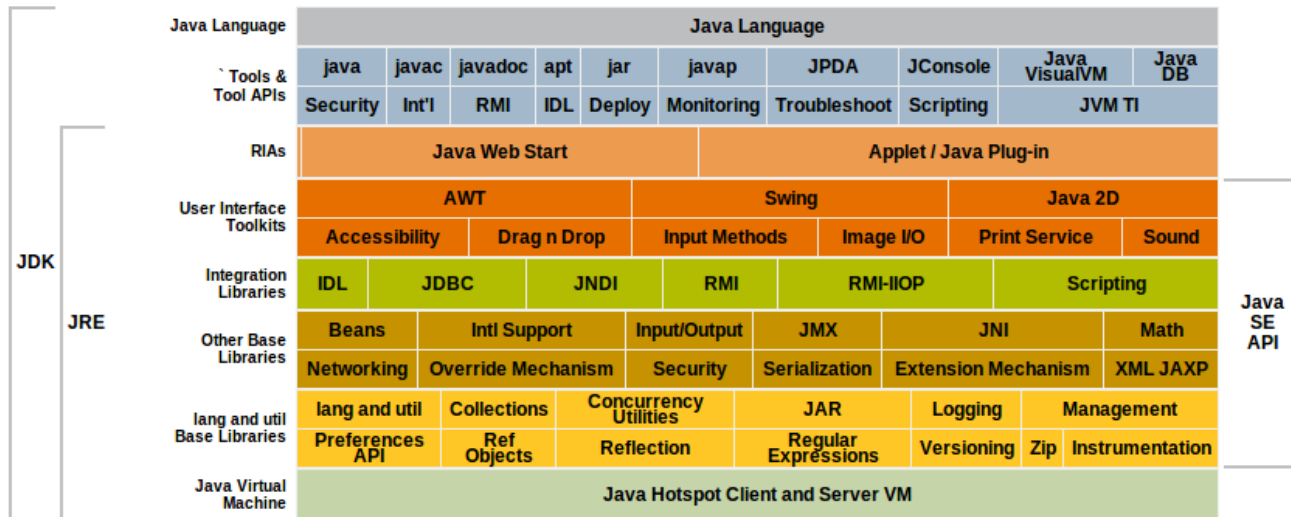 Java Language
Java Language
` Tools &
Tool APIs
java javac javadoc apt jar javap JPDA JConsole Java VisualVM Java DB
Security Int'l RMI IDL Deploy Monitoring Troubleshoot Scripting JVM TI
RIAs
Java Web Start Applet / Java Plug-in
User Interface
Toolkits
AWT Swing Java 2D
Accessibility Drag n Drop Input Methods Image I/O Print Service Sound
JDK
Integration
Libraries
IDL JDBC JNDI RMI RMI-IIOP Scripting
JRE
Java
SE
API
Other Base
Libraries
Beans Intl Support Input/Output JMX JNI Math
Networking Override Mechanism Security Serialization Extension Mechanism XML JAXP
lang and util
Base Libraries
lang and util Collections Concurrency Utilities JAR Logging Management
Preferences API Ref Objects Reflection Regular Expressions Versioning Zip Instrumentation
Java Virtual
Machine
Java Hotspot Client and Server VM